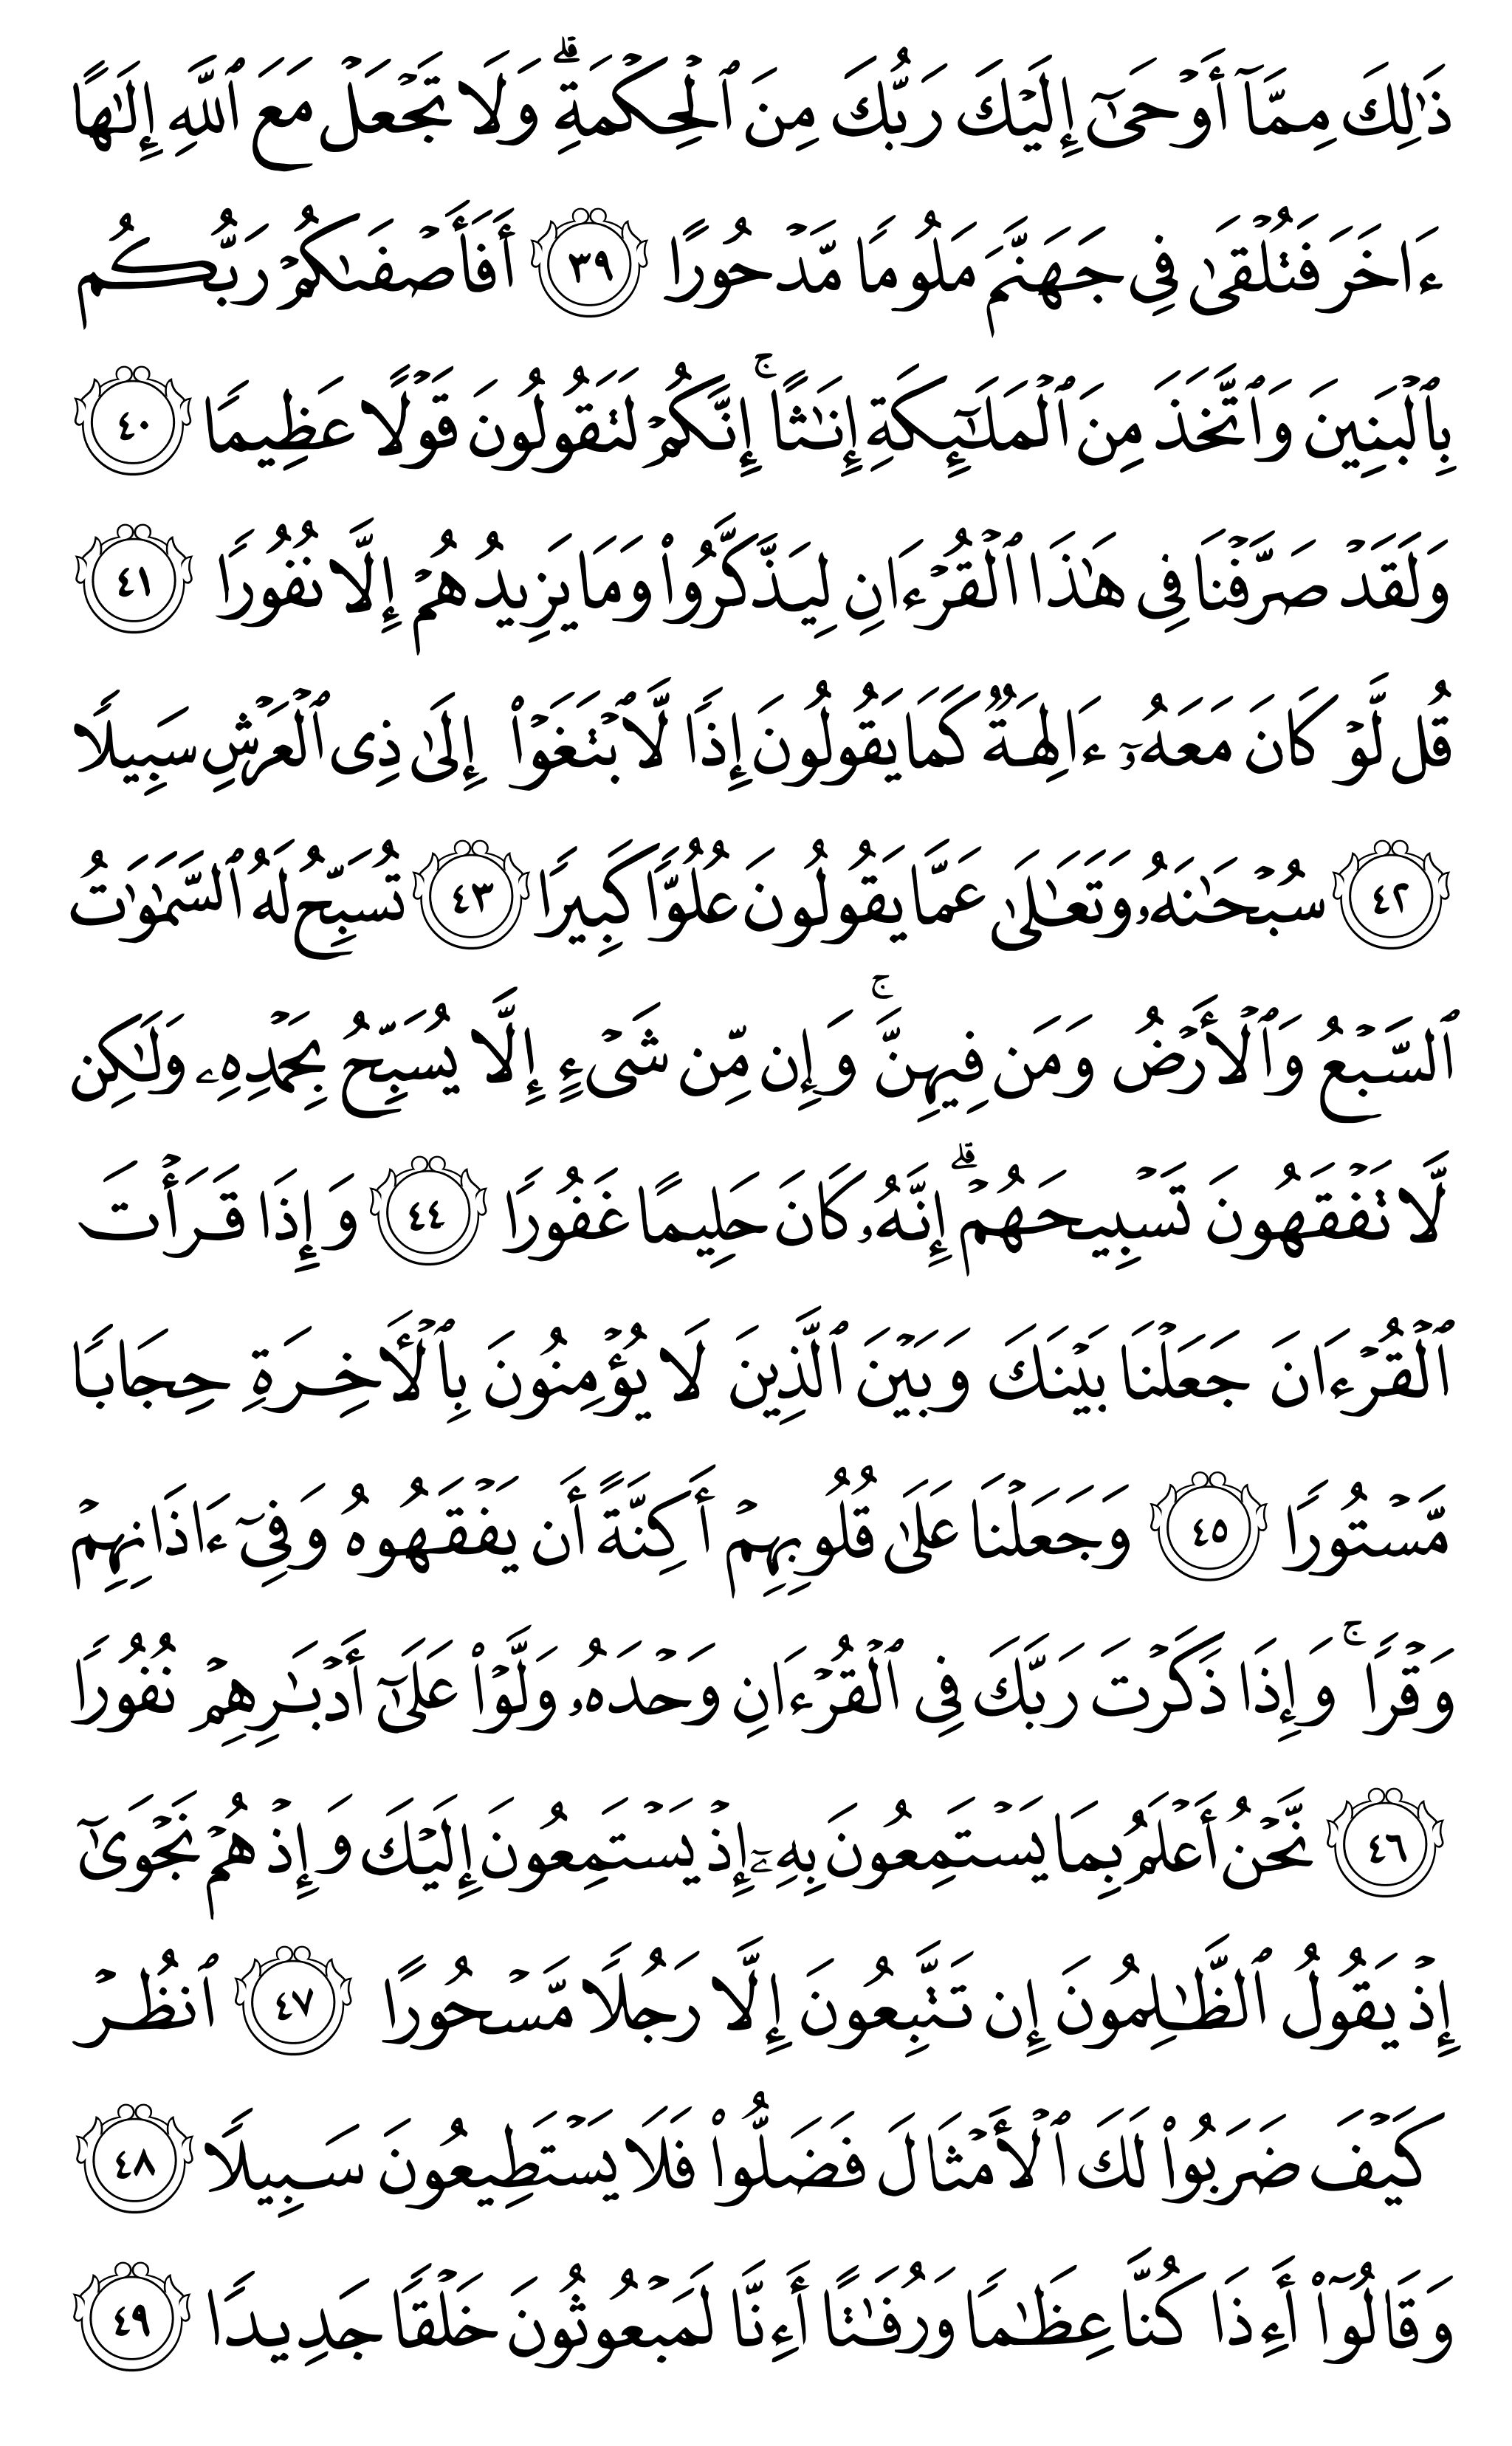 ذَٰلِكَ مِمَّآ أَوۡحَىٰٓ إِلَيۡكَ رَبُّكَ مِنَ ٱلۡحِكۡمَةِۗ وَلَا تَجۡعَلۡ مَعَ ٱللَّهِ إِلَٰهًا
ءَاخَرَ فَتُلۡقَىٰ فِي جَهَنَّمَ مَلُومٗا مَّدۡحُورًا ٣٩ أَفَأَصۡفَىٰكُمۡ رَبُّكُم
بِٱلۡبَنِينَ وَٱتَّخَذَ مِنَ ٱلۡمَلَٰٓئِكَةِ إِنَٰثًاۚ إِنَّكُمۡ لَتَقُولُونَ قَوۡلًا عَظِيمٗا ٤٠
وَلَقَدۡ صَرَّفۡنَا فِي هَٰذَا ٱلۡقُرۡءَانِ لِيَذَّكَّرُواْ وَمَا يَزِيدُهُمۡ إِلَّا نُفُورٗا ٤١
قُل لَّوۡ كَانَ مَعَهُۥٓ ءَالِهَةٞ كَمَا يَقُولُونَ إِذٗا لَّٱبۡتَغَوۡاْ إِلَىٰ ذِي ٱلۡعَرۡشِ سَبِيلٗا
٤٢ سُبۡحَٰنَهُۥ وَتَعَٰلَىٰ عَمَّا يَقُولُونَ عُلُوّٗا كَبِيرٗا ٤٣ تُسَبِّحُ لَهُ ٱلسَّمَٰوَٰتُ
ٱلسَّبۡعُ وَٱلۡأَرۡضُ وَمَن فِيهِنَّۚ وَإِن مِّن شَيۡءٍ إِلَّا يُسَبِّحُ بِحَمۡدِهِۦ وَلَٰكِن
لَّا تَفۡقَهُونَ تَسۡبِيحَهُمۡۗ إِنَّهُۥ كَانَ حَلِيمًا غَفُورٗا ٤٤ وَإِذَا قَرَأۡتَ
ٱلۡقُرۡءَانَ جَعَلۡنَا بَيۡنَكَ وَبَيۡنَ ٱلَّذِينَ لَا يُؤۡمِنُونَ بِٱلۡأٓخِرَةِ حِجَابٗا
مَّسۡتُورٗا ٤٥ وَجَعَلۡنَا عَلَىٰ قُلُوبِهِمۡ أَكِنَّةً أَن يَفۡقَهُوهُ وَفِيٓ ءَاذَانِهِمۡ
وَقۡرٗاۚ وَإِذَا ذَكَرۡتَ رَبَّكَ فِي ٱلۡقُرۡءَانِ وَحۡدَهُۥ وَلَّوۡاْ عَلَىٰٓ أَدۡبَٰرِهِمۡ نُفُورٗا
٤٦ نَّحۡنُ أَعۡلَمُ بِمَا يَسۡتَمِعُونَ بِهِۦٓ إِذۡ يَسۡتَمِعُونَ إِلَيۡكَ وَإِذۡ هُمۡ نَجۡوَىٰٓ
إِذۡ يَقُولُ ٱلظَّٰلِمُونَ إِن تَتَّبِعُونَ إِلَّا رَجُلٗا مَّسۡحُورًا ٤٧ ٱنظُرۡ
كَيۡفَ ضَرَبُواْ لَكَ ٱلۡأَمۡثَالَ فَضَلُّواْ فَلَا يَسۡتَطِيعُونَ سَبِيلٗا ٤٨
وَقَالُوٓاْ أَءِذَا كُنَّا عِظَٰمٗا وَرُفَٰتًا أَءِنَّا لَمَبۡعُوثُونَ خَلۡقٗا جَدِيدٗا ٤٩